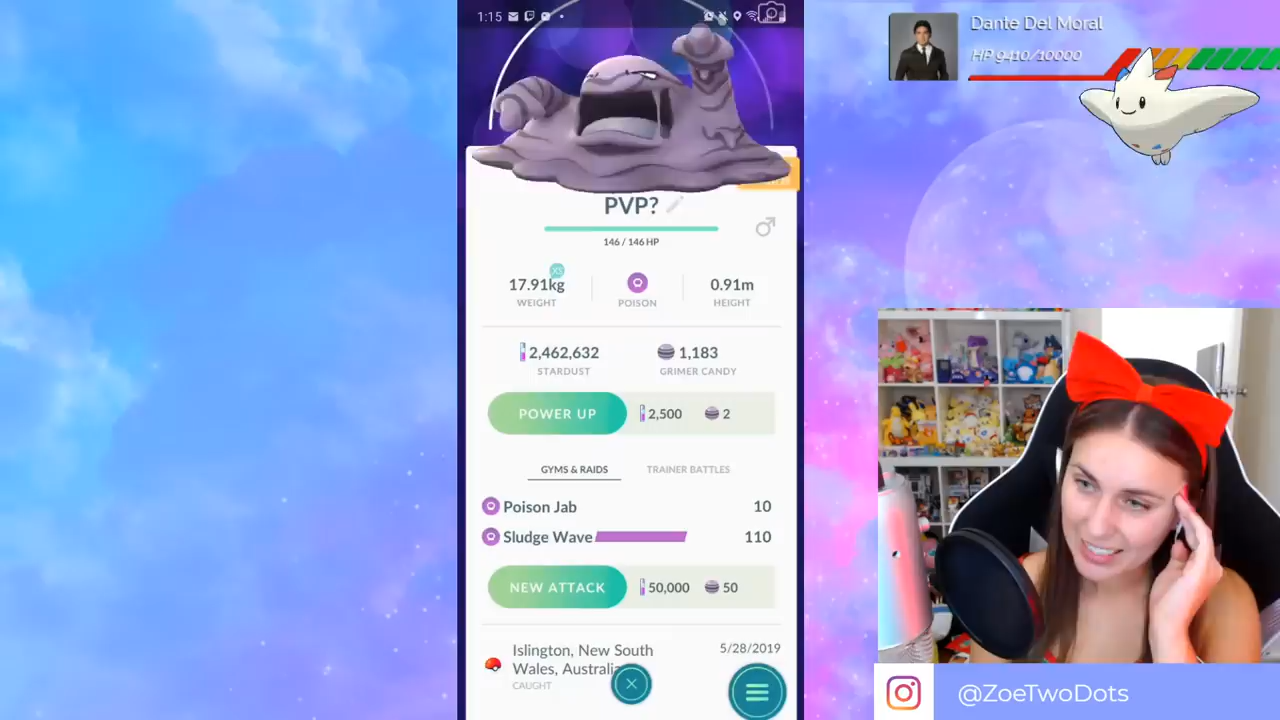 1:15
Dante Del Moral
HP 9410/10000
PVP?
146 / 146 HP
XS
17.91kg
0.91m
WEIGHT
POISON
HEIGHT
2,462,632
1,183
STARDUST
GRIMER CANDY
POWER UP
2,500
2
GYMS & RAIDS
TRAINER BATTLES
Poison Jab
10
Sludge Wave
110
NEW ATTACK
50,000
50
Islington, New South
Wales, Australia
5/28/2019
CAUGHT
@ZoeTwoDots